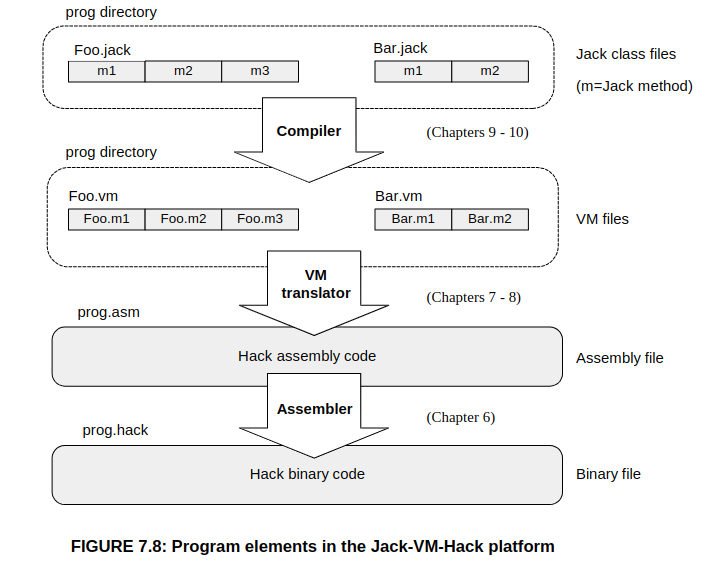 prog directory
Foo.jack
Bar.jack
m1 m2 m3
m1 m2
Jack class files
(m=Jack method)
Compiler
(Chapters 9 - 10)
prog directory
Foo.vm
Bar.vm
Foo.m1 Foo.m2 Foo.m3
Bar.m1 Bar.m2
VM files
VM
translator
(Chapters 7 - 8)
prog.asm
Hack assembly code
Assembly file
Assembler
(Chapter 6)
prog.hack
Hack binary code
Binary file
FIGURE 7.8: Program elements in the Jack-VM-Hack platform